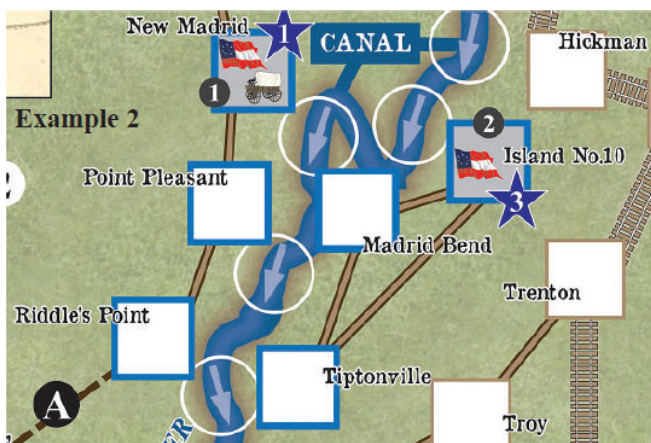 New Madrid
1
CANAL
Hickman
1
Example 2
2
Island No.10
3
Point Pleasant
Madrid Bend
Trenton
Riddle's Point
Tiptonville
A
Troy